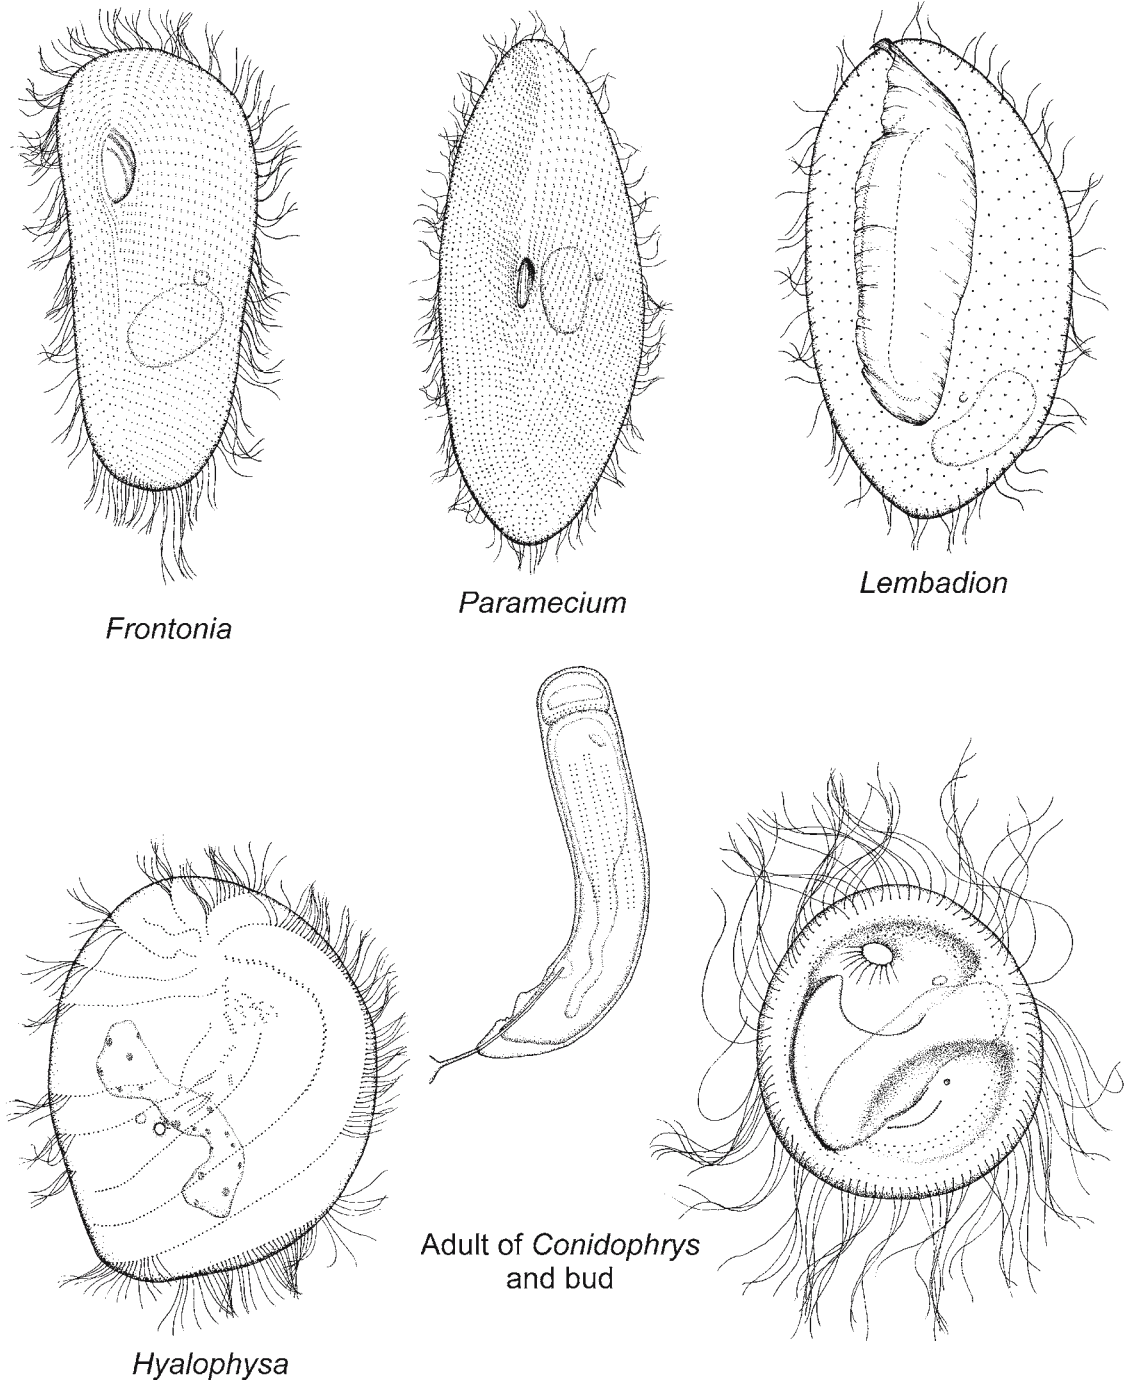 Frontonia
Paramecium
Lembadion
Adult of Conidophrys
and bud
Hyalophysa